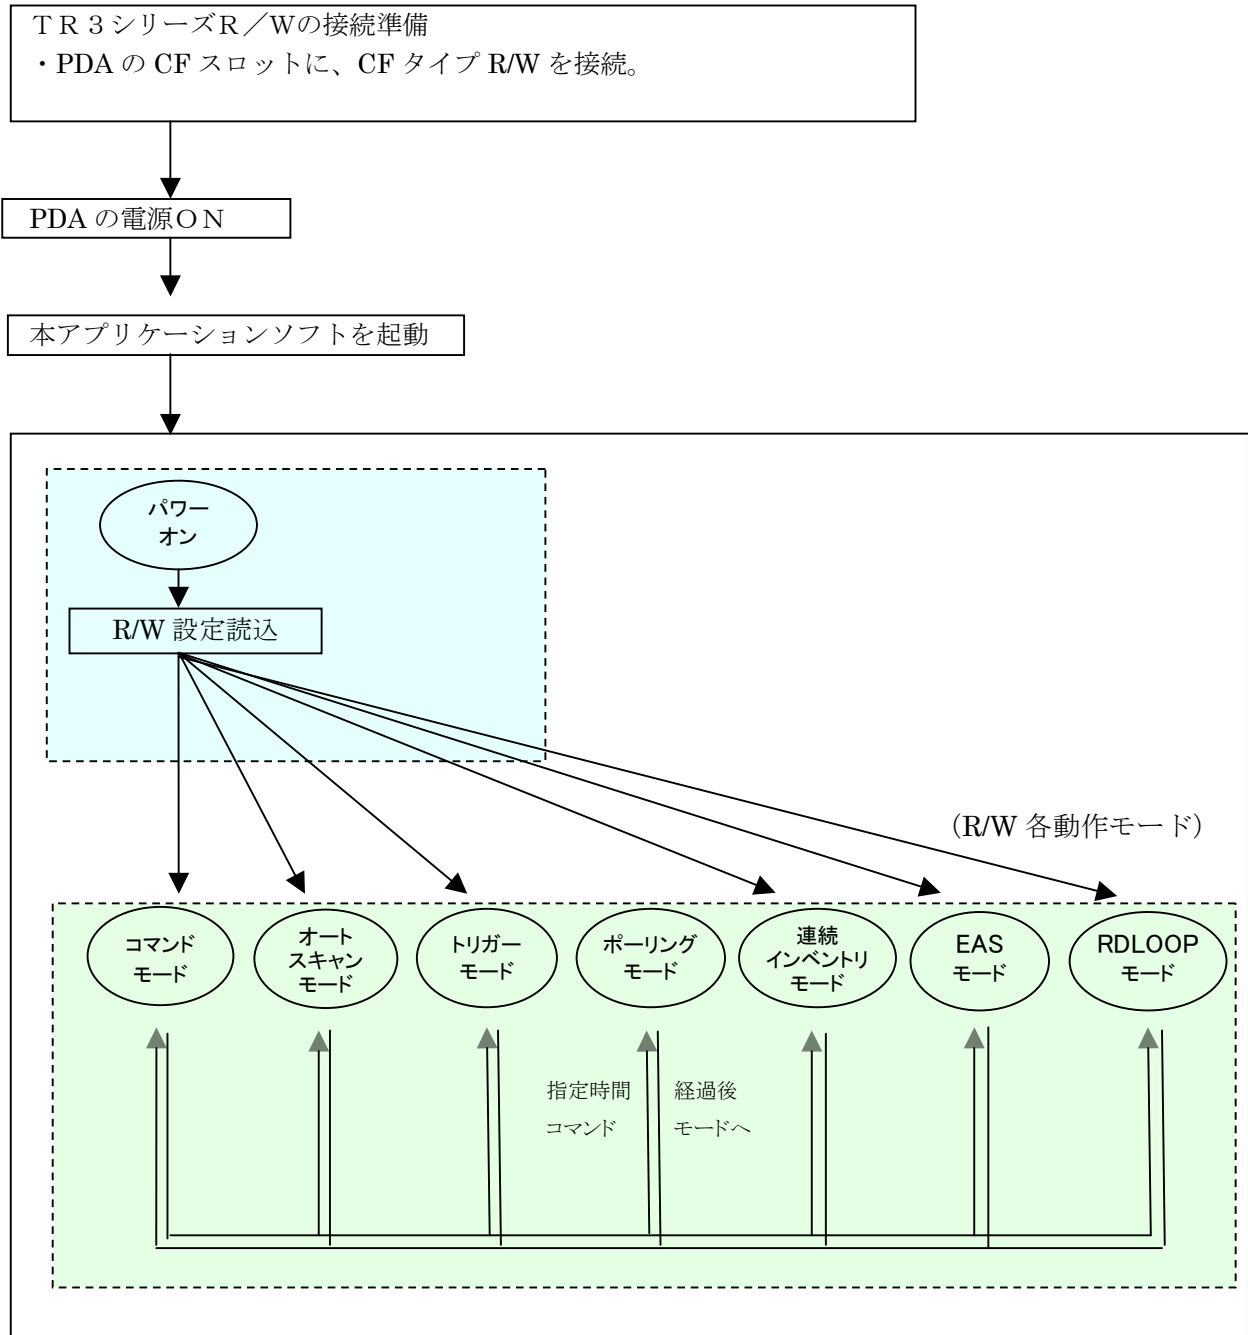 ＴＲ３シリーズＲ／Ｗの接続準備
・PDA の CF スロットに、CF タイプ R/W を接続。
PDA の電源ＯＮ
本アプリケーションソフトを起動
パワー
オン
R/W 設定読込
（R/W 各動作モード）
コマンド
モード
オート
スキャン
モード
トリガー
モード
ポーリング
モード
連続
インベントリ
モード
EAS
モード
RDLOOP
モード
指定時間 経過後
コマンド モードへ